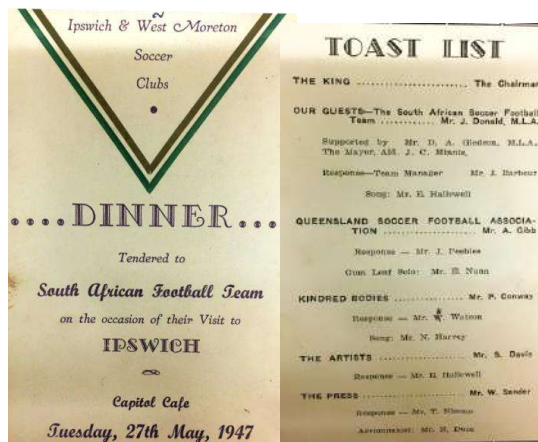 Ipswich & West Moreton
Soccer
Clubs
....DINNER...
Tendered to
South African Football Team
on the occasion of their Visit to
IPSWICH
Capitol Cafe
Tuesday, 27th May, 1947
TOAST LIST
THE KING ........................ The Chairman
OUR GUESTS—The South African Soccer Football
Team ............ Mr. J. Donald, M.L.A.
Supported by Mr. D. A. Gledson, M.L.A.
The Mayor, Ald. J. C. Minnis,
Response—Team Manager Mr. J. Barbour
Song: Mr. E. Hallewell
QUEENSLAND SOCCER FOOTBALL ASSOCIA-
TION ...................... Mr. A. Gibb
Response — Mr. J. Peebles
Gum Leaf Solo: Mr. H. Nunn
KINDRED BODIES ............... Mr. P. Conway
Response — Mr. Watson
Song: Mr. N. Harvey
THE ARTISTS .................... Mr. S. Davis
Response — Mr. E. Hallewell
THE PRESS .................... Mr. W. Sander
Response — Mr. T.
Accompanist: Mr. H.